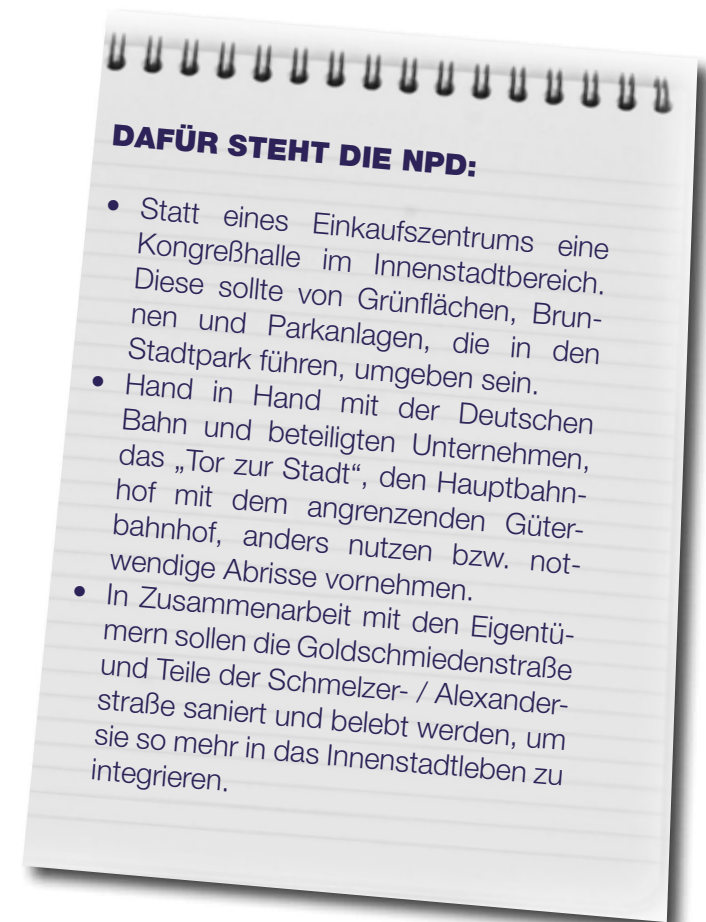 DAFÜR STEHT DIE NPD:
• Statt eines Einkaufszentrums eine
Kongreßhalle im Innenstadtbereich.
Diese sollte von Grünflächen, Brun-
nen und Parkanlagen, die in den
Stadtpark führen, umgeben sein.
• Hand in Hand mit der Deutschen
Bahn und beteiligten Unternehmen,
das „Tor zur Stadt“, den Hauptbahn-
hof mit dem angrenzenden Güter-
bahnhof, anders nutzen bzw. not-
wendige Abrisse vornehmen.
• In Zusammenarbeit mit den Eigentü-
mern sollen die Goldschmiedenstraße
und Teile der Schmelzer- / Alexander-
straße saniert und belebt werden, um
sie so mehr in das Innenstadtleben zu
integrieren.